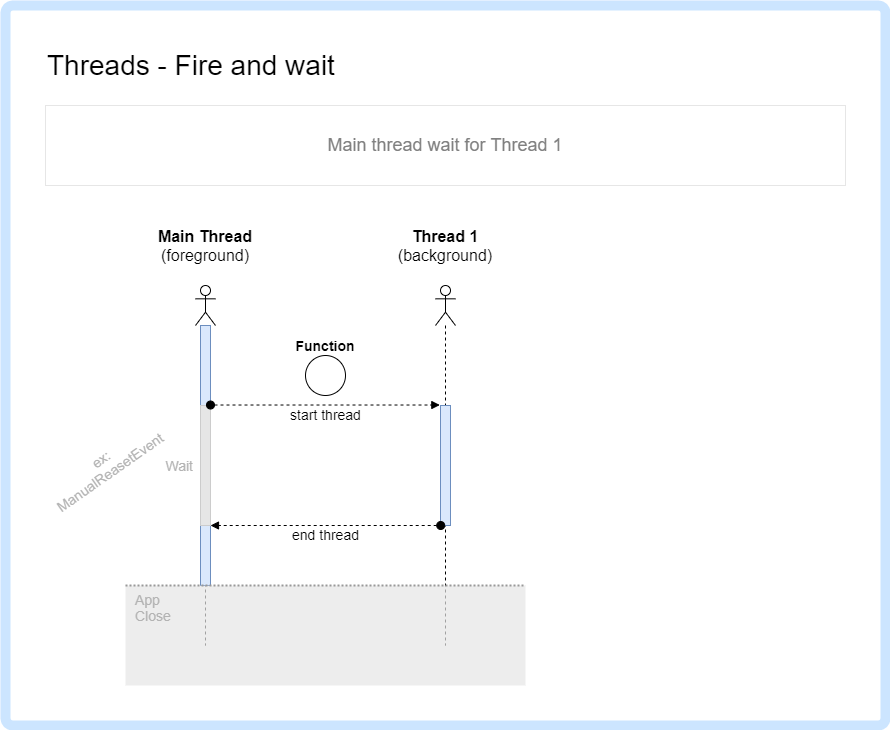 Threads - Fire and wait
Main thread wait for Thread 1
Main Thread
(foreground)
Thread 1
(background)
Function
start thread
ex:
ManualReasetEvent
Wait
end thread
App
Close